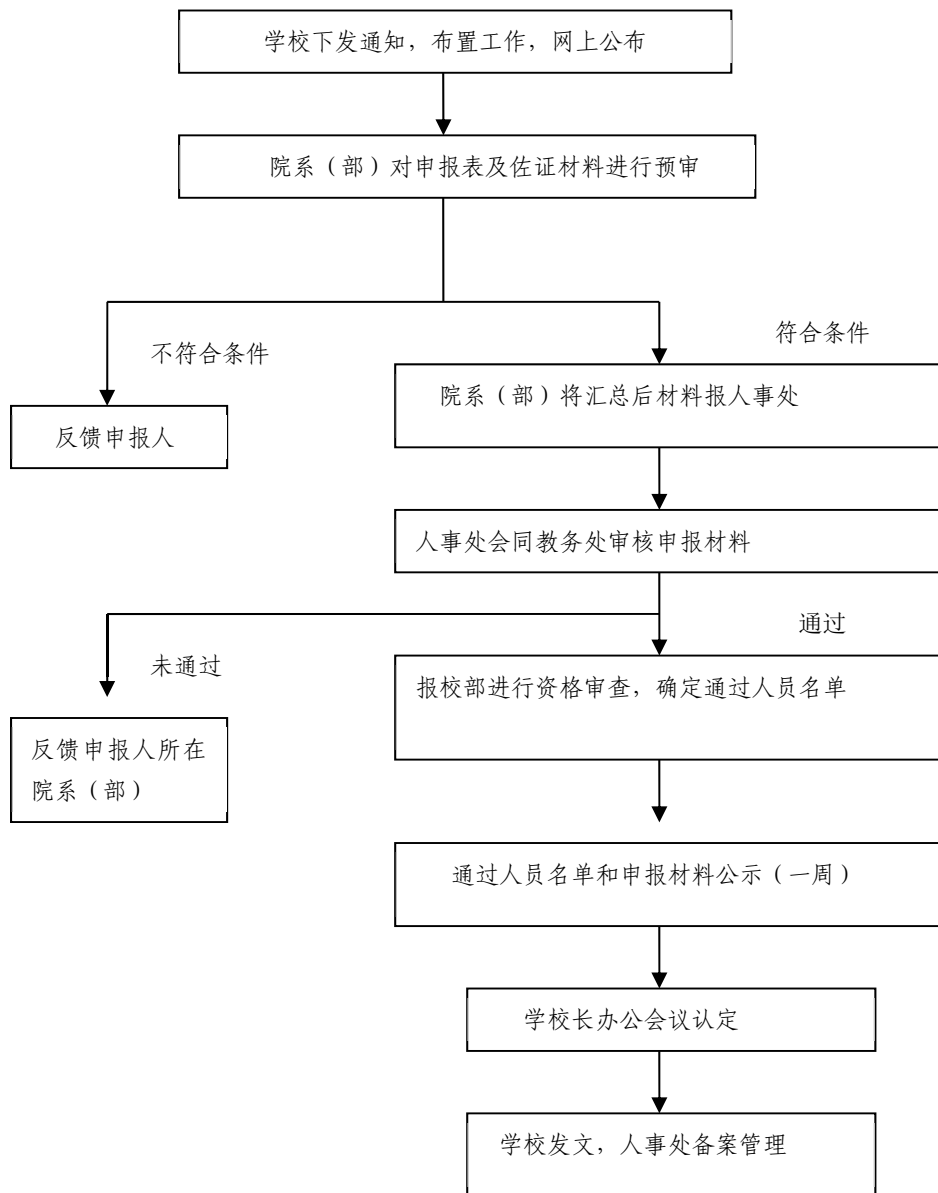 学校下发通知，布置工作，网上公布
院系（部）对申报表及佐证材料进行预审
不符合条件
符合条件
反馈申报人
院系（部）将汇总后材料报人事处
人事处会同教务处审核申报材料
未通过
通过
反馈申报人所在
院系（部）
报校部进行资格审查，确定通过人员名单
通过人员名单和申报材料公示（一周）
学校长办公会议认定
学校发文，人事处备案管理